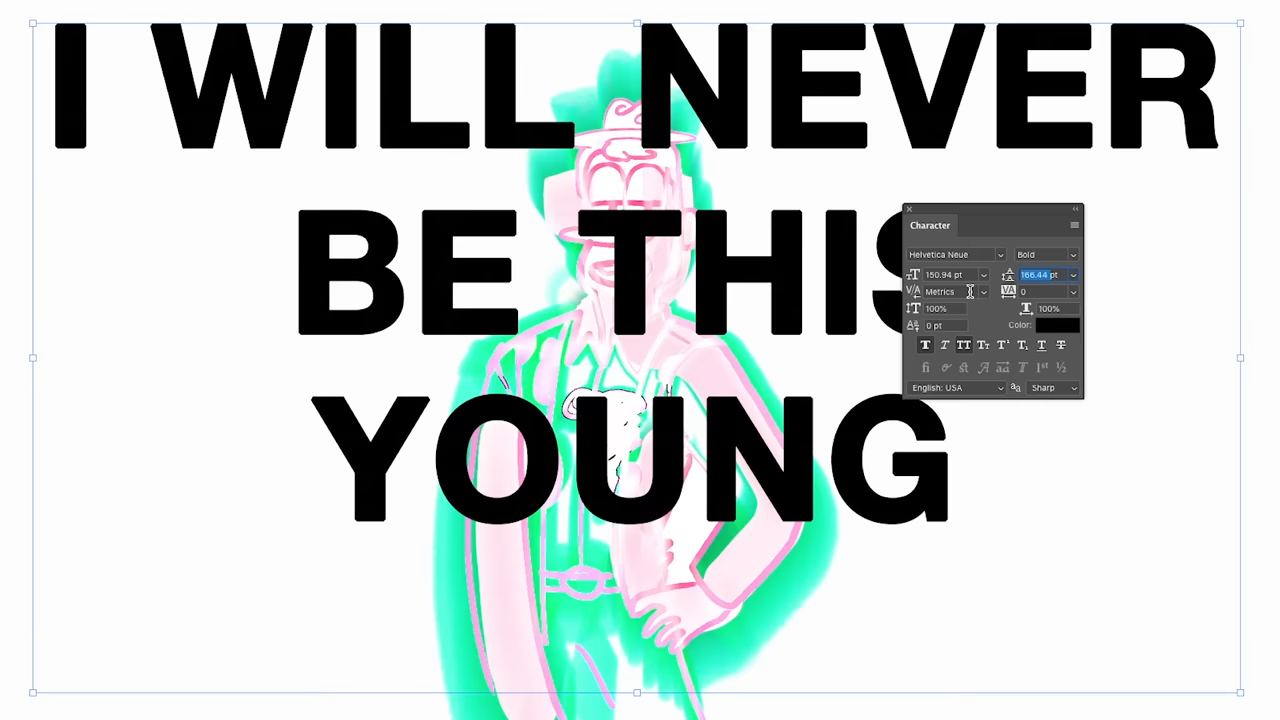 I WILL NEVER
BE THIS
YOUNG
Character
Helvetica Neue Bold
150.94 pt 166.44 pt
Metrics 0
100% 100%
0 pt Color:
English: USA Sharp